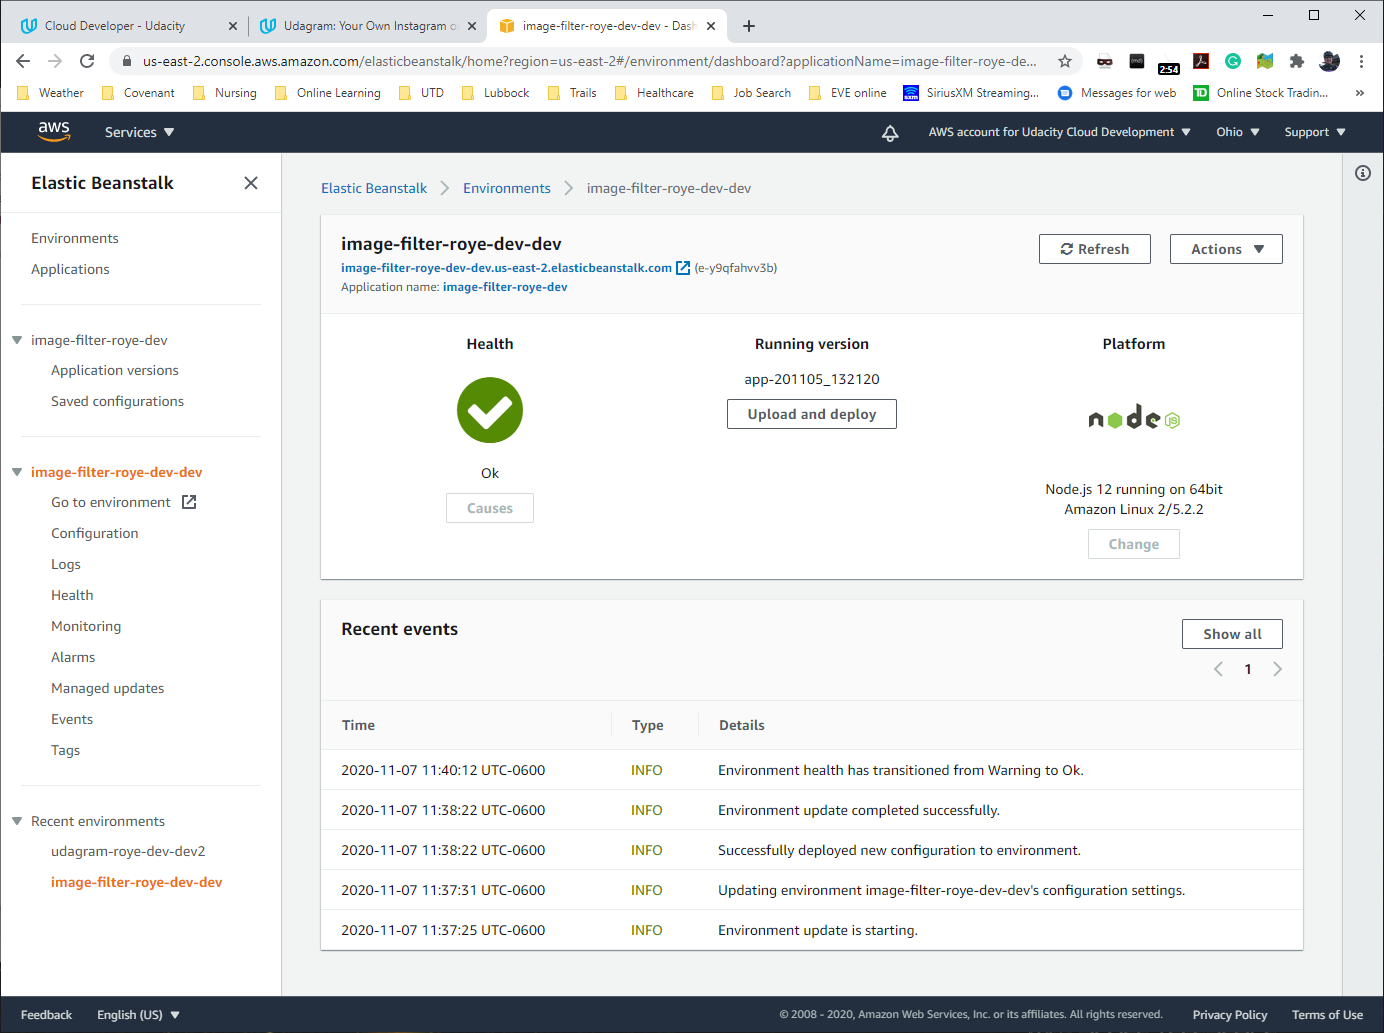 Cloud Developer - Udacity
Udagram: Your Own Instagram o
image-filter-roye-dev-dev - Dash
us-east-2.console.aws.amazon.com/elasticbeanstalk/home?region=us-east-2#/environment/dashboard?applicationName=image-filter-roye-de...
2:54
Weather Covenant Nursing Online Learning UTD Lubbock Trails Healthcare Job Search EVE online SiriusXM Streaming... Messages for web Online Stock Tradin... »
aws Services AWS account for Udacity Cloud Development Ohio Support
Elastic Beanstalk
Environments
Applications
image-filter-roye-dev
Application versions
Saved configurations
image-filter-roye-dev-dev
Go to environment
Configuration
Logs
Health
Monitoring
Alarms
Managed updates
Events
Tags
Recent environments
udagram-roye-dev-dev2
image-filter-roye-dev-dev
Elastic Beanstalk Environments image-filter-roye-dev-dev
image-filter-roye-dev-dev
Refresh Actions
image-filter-roye-dev-dev.us-east-2.elasticbeanstalk.com (e-y9qfahvv3b)
Application name: image-filter-roye-dev
Health
Ok
Causes
Running version
app-201105_132120
Upload and deploy
Platform
node JS
Node.js 12 running on 64bit
Amazon Linux 2/5.2.2
Change
Recent events
Show all
1
Time Type Details
2020-11-07 11:40:12 UTC-0600 INFO Environment health has transitioned from Warning to Ok.
2020-11-07 11:38:22 UTC-0600 INFO Environment update completed successfully.
2020-11-07 11:38:22 UTC-0600 INFO Successfully deployed new configuration to environment.
2020-11-07 11:37:31 UTC-0600 INFO Updating environment image-filter-roye-dev-dev's configuration settings.
2020-11-07 11:37:25 UTC-0600 INFO Environment update is starting.
Feedback English (US) © 2008 - 2020, Amazon Web Services, Inc. or its affiliates. All rights reserved. Privacy Policy Terms of Use